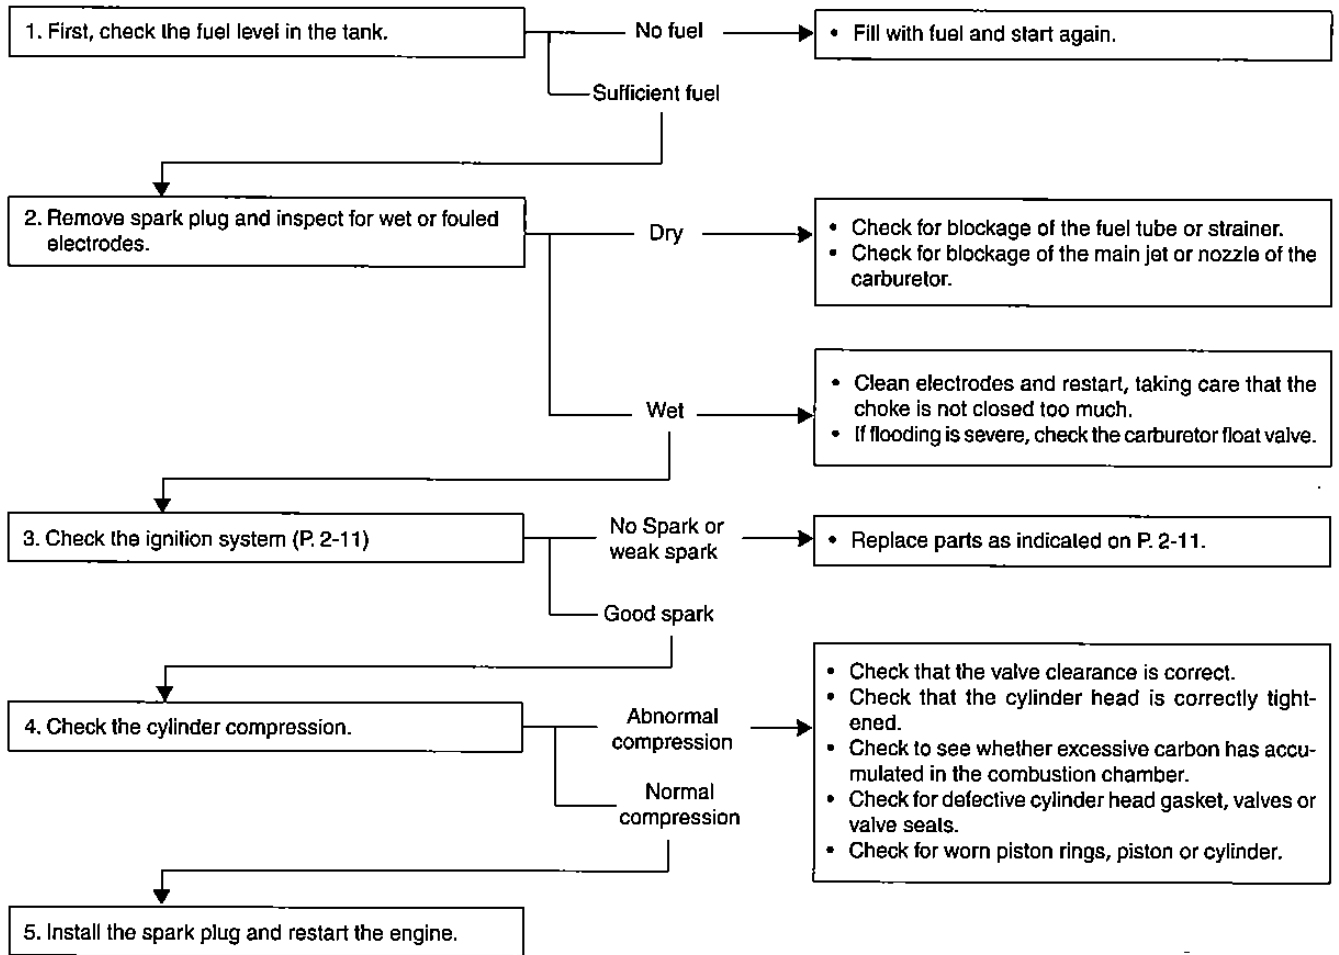 1. First, check the fuel level in the tank.
No fuel
• Fill with fuel and start again.
Sufficient fuel
2. Remove spark plug and inspect for wet or fouled
electrodes.
Dry
• Check for blockage of the fuel tube or strainer.
• Check for blockage of the main jet or nozzle of the
carburetor.
Wet
• Clean electrodes and restart, taking care that the
choke is not closed too much.
• If flooding is severe, check the carburetor float valve.
3. Check the ignition system (P. 2-11)
No Spark or
weak spark
• Replace parts as indicated on P. 2-11.
Good spark
4. Check the cylinder compression.
Abnormal
compression
• Check that the valve clearance is correct.
• Check that the cylinder head is correctly tight-
ened.
• Check to see whether excessive carbon has accu-
mulated in the combustion chamber.
• Check for defective cylinder head gasket, valves or
valve seals.
• Check for worn piston rings, piston or cylinder.
Normal
compression
5. Install the spark plug and restart the engine.